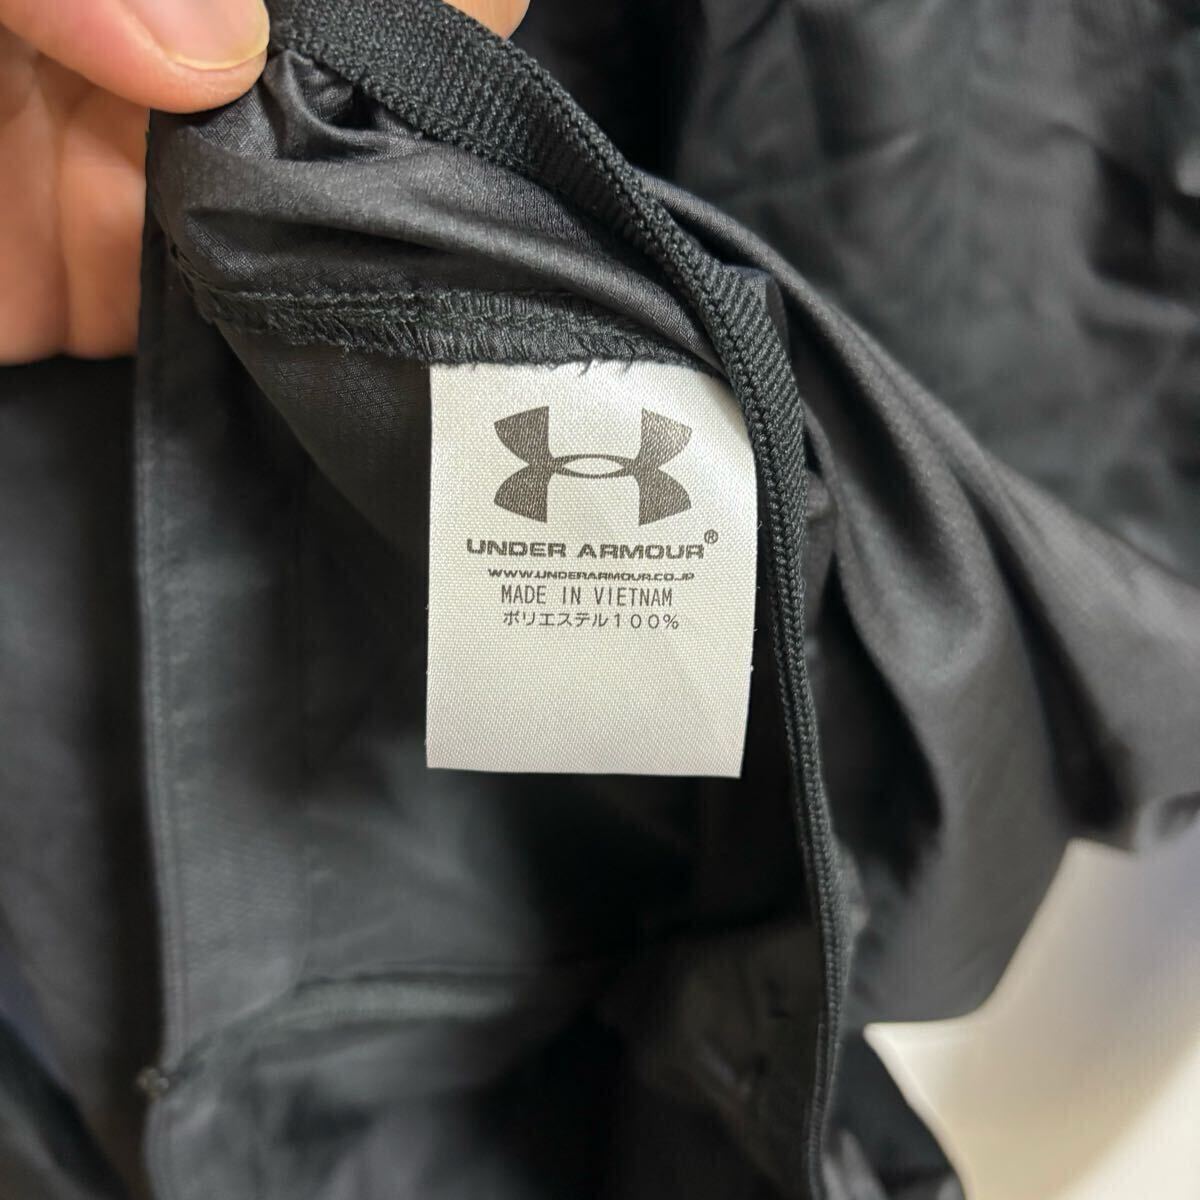 UNDER ARMOUR®
WWW.UNDERARMOUR.CO.JP
MADE IN VIETNAM
ポリエステル100%